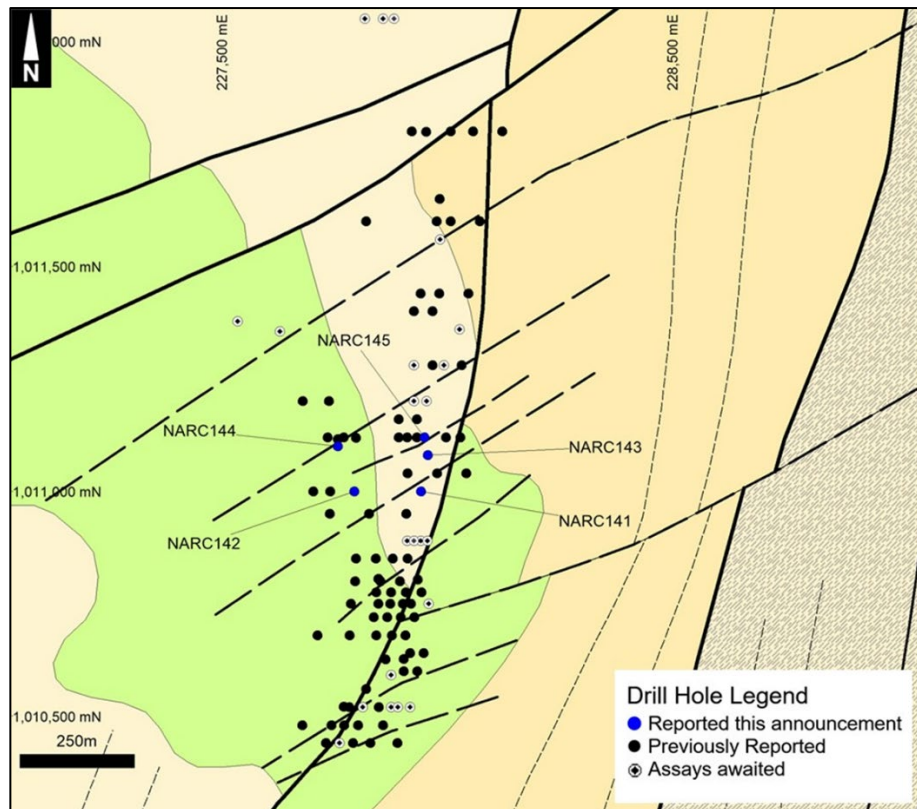 000 mN
227,500 mE
228,500 mE
N
1,011,500 mN
NARC145
NARC144
NARC143
1,011,000 mN
NARC142
NARC141
1,010,500 mN
250m
Drill Hole Legend
Reported this announcement
Previously Reported
Assays awaited